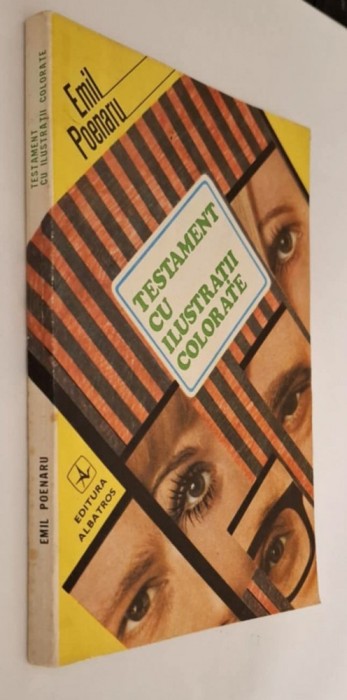 TESTAMENT
CU ILUSTRAȚII COLORATE
EMIL POENARU
Emil
Poenaru
TESTAMENT
CU
ILUSTRAȚII
COLORATE
EDITURA
ALBATROS